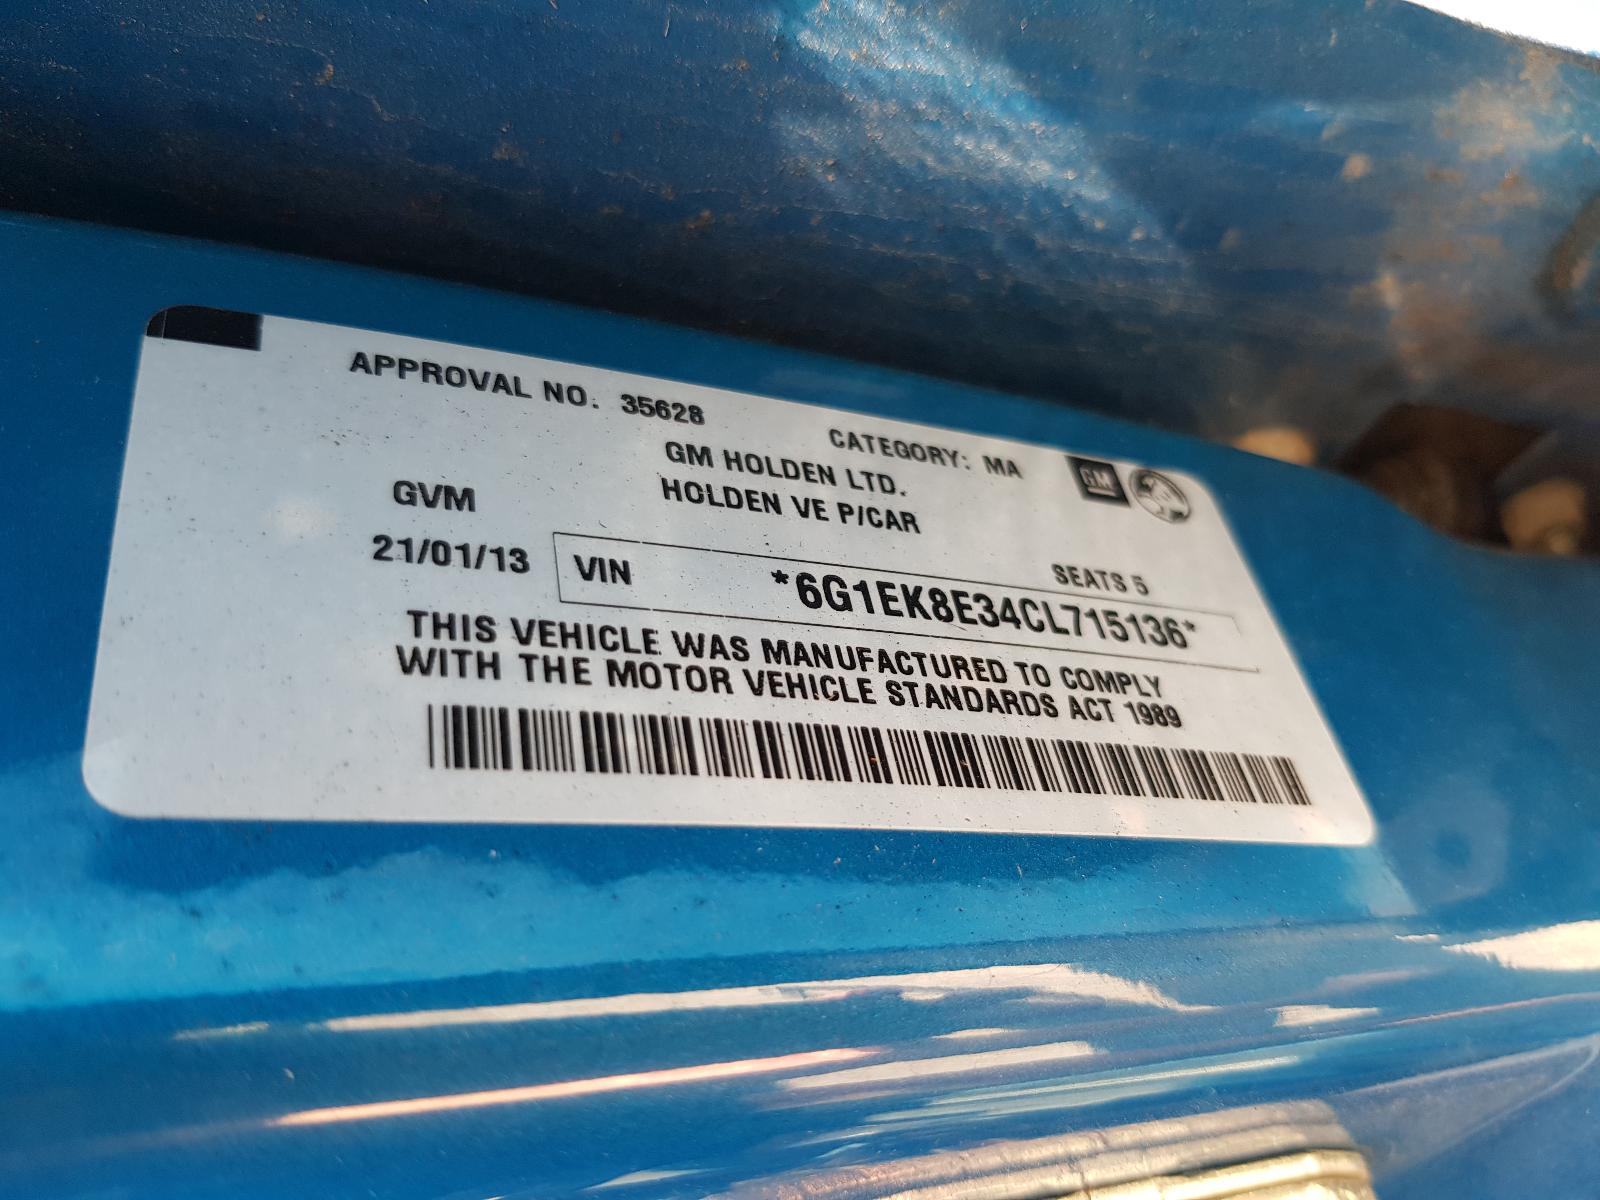 APPROVAL NO. 35628 CATEGORY: MA
GM
GM HOLDEN LTD.
HOLDEN VE P/CAR
GVM
21/01/13
SEATS 5
VIN *6G1EK8E34CL715136*
THIS VEHICLE WAS MANUFACTURED TO COMPLY
WITH THE MOTOR VEHICLE STANDARDS ACT 1989